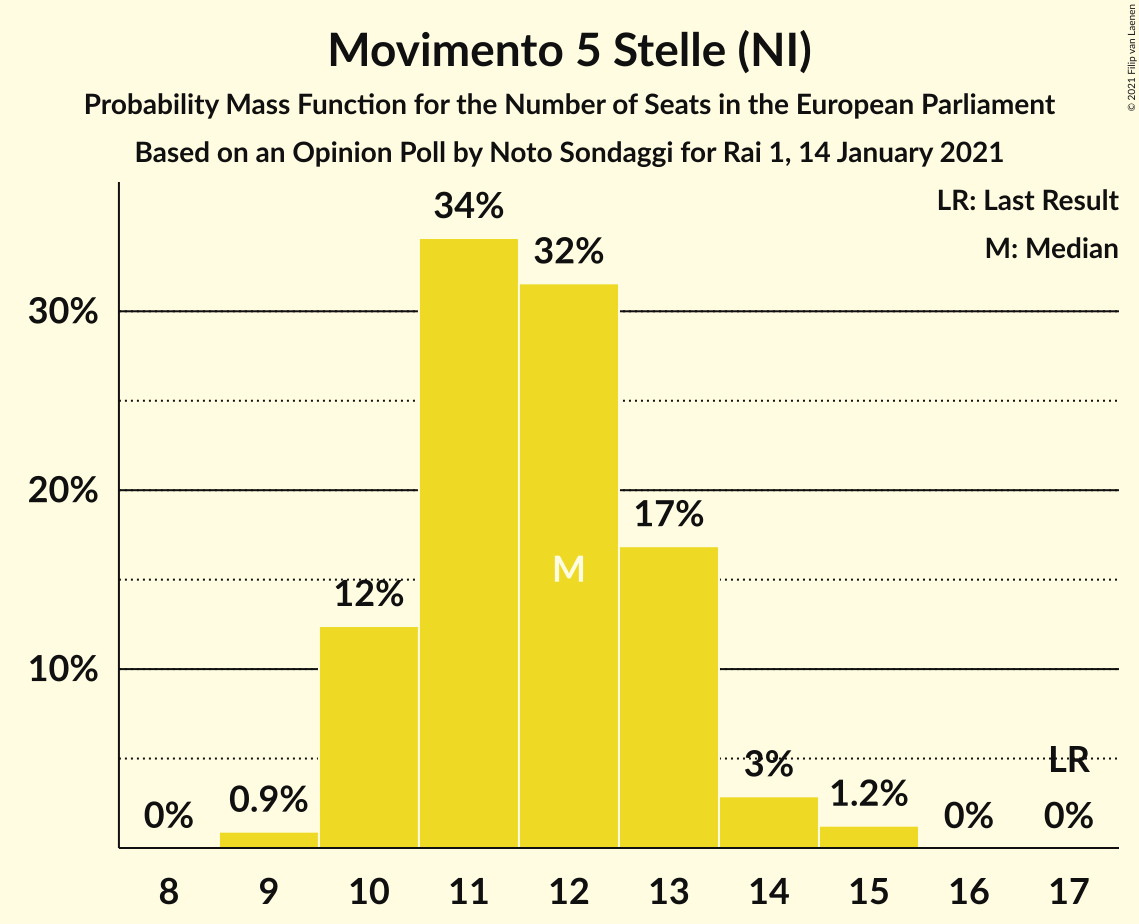 Movimento 5 Stelle (NI)
Probability Mass Function for the Number of Seats in the European Parliament
Based on an Opinion Poll by Noto Sondaggi for Rai 1, 14 January 2021
© 2021 Filip van Laenen
LR: Last Result
M: Median
34%
32%
30%
20%
17%
M
12%
10%
3%
LR
0%
0.9%
1.2%
0%
0%
8 9 10 11 12 13 14 15 16 17